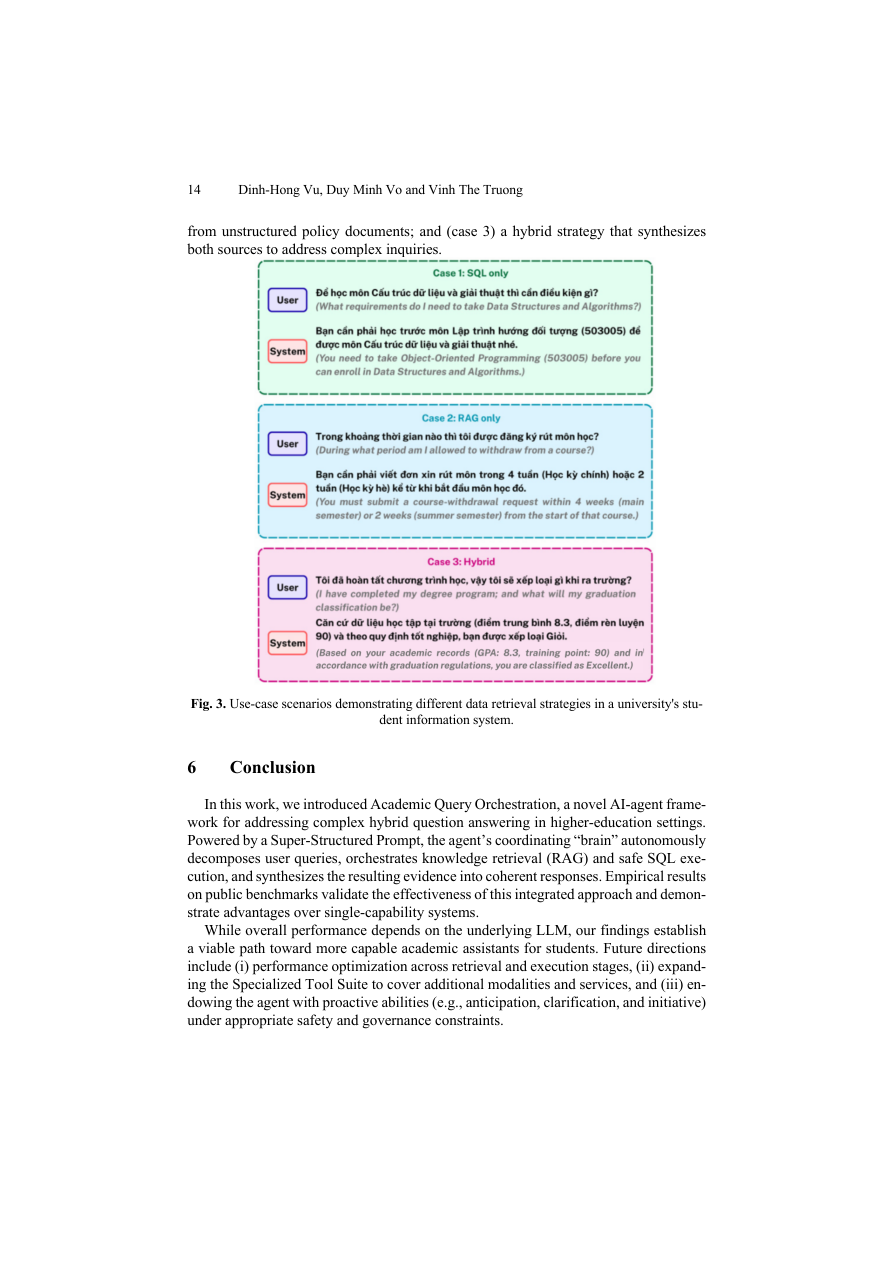 14 Dinh-Hong Vu, Duy Minh Vo and Vinh The Truong
from unstructured policy documents; and (case 3) a hybrid strategy that synthesizes
both sources to address complex inquiries.
Case 1: SQL only
User
Để học môn Cấu trúc dữ liệu và giải thuật thì cần điều kiện gì?
(What requirements do I need to take Data Structures and Algorithms?)
System
Bạn cần phải học trước môn Lập trình hướng đối tượng (503005) để
được môn Cấu trúc dữ liệu và giải thuật nhé.
(You need to take Object-Oriented Programming (503005) before you
can enroll in Data Structures and Algorithms.)
Case 2: RAG only
User
Trong khoảng thời gian nào thì tôi được đăng ký rút môn học?
(During what period am I allowed to withdraw from a course?)
System
Bạn cần phải viết đơn xin rút môn trong 4 tuần (Học kỳ chính) hoặc 2
tuần (Học kỳ hè) kể từ khi bắt đầu môn học đó.
(You must submit a course-withdrawal request within 4 weeks (main
semester) or 2 weeks (summer semester) from the start of that course.)
Case 3: Hybrid
User
Tôi đã hoàn tất chương trình học, vậy tôi sẽ xếp loại gì khi ra trường?
(I have completed my degree program; and what will my graduation
classification be?)
System
Căn cứ dữ liệu học tập tại trường (điểm trung bình 8.3, điểm rèn luyện
90) và theo quy định tốt nghiệp, bạn được xếp loại Giỏi.
(Based on your academic records (GPA: 8.3, training point: 90) and in
accordance with graduation regulations, you are classified as Excellent.)
Fig. 3. Use-case scenarios demonstrating different data retrieval strategies in a university's stu-
dent information system.
6 Conclusion
In this work, we introduced Academic Query Orchestration, a novel AI-agent frame-
work for addressing complex hybrid question answering in higher-education settings.
Powered by a Super-Structured Prompt, the agent’s coordinating “brain” autonomously
decomposes user queries, orchestrates knowledge retrieval (RAG) and safe SQL exe-
cution, and synthesizes the resulting evidence into coherent responses. Empirical results
on public benchmarks validate the effectiveness of this integrated approach and demon-
strate advantages over single-capability systems.
While overall performance depends on the underlying LLM, our findings establish
a viable path toward more capable academic assistants for students. Future directions
include (i) performance optimization across retrieval and execution stages, (ii) expand-
ing the Specialized Tool Suite to cover additional modalities and services, and (iii) en-
dowing the agent with proactive abilities (e.g., anticipation, clarification, and initiative)
under appropriate safety and governance constraints.